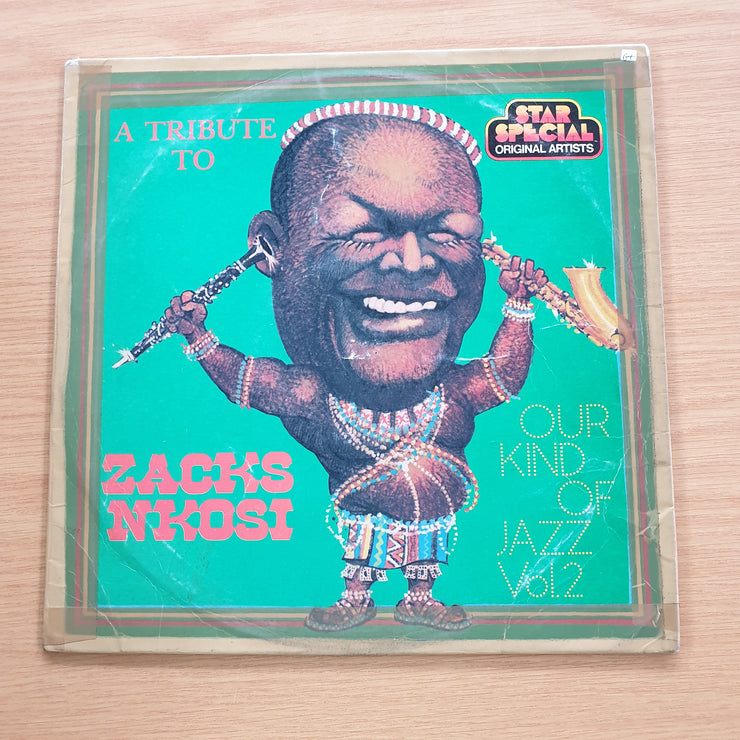 A TRIBUTE
TO
STAR
SPECIAL
ORIGINAL ARTISTS
ZACKS
NKOSI
OUR
KIND
OF
JAZZ
Vol.2